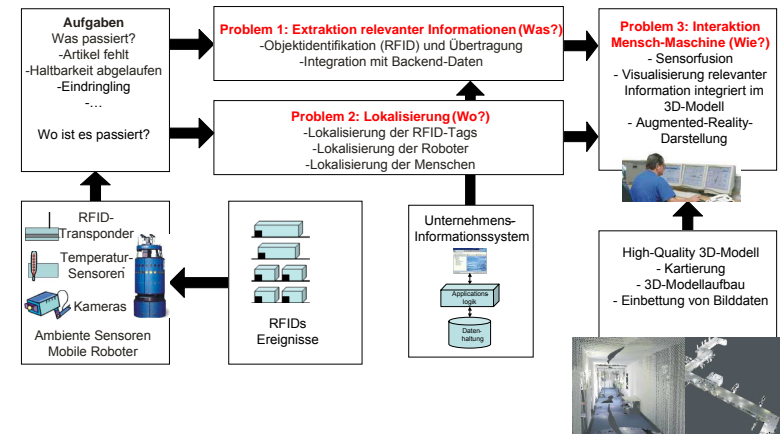 Aufgaben
Was passiert?
-Artikel fehlt
-Haltbarkeit abgelaufen
-Eindringling
-...
Wo ist es passiert?
Problem 1: Extraktion relevanter Informationen (Was?)
-Objektidentifikation (RFID) und Übertragung
-Integration mit Backend-Daten
Problem 2: Lokalisierung (Wo?)
-Lokalisierung der RFID-Tags
-Lokalisierung der Roboter
-Lokalisierung der Menschen
Problem 3: Interaktion
Mensch-Maschine (Wie?)
- Sensorfusion
- Visualisierung relevanter
Information integriert im
3D-Modell
- Augmented-Reality-
Darstellung
RFID-
Transponder
Temperatur-
Sensoren
Kameras
Ambiente Sensoren
Mobile Roboter
RFIDs
Ereignisse
Unternehmens-
Informationssystem
Applications-
logik
Daten-
haltung
High-Quality 3D-Modell
- Kartierung
- 3D-Modellaufbau
- Einbettung von Bilddaten